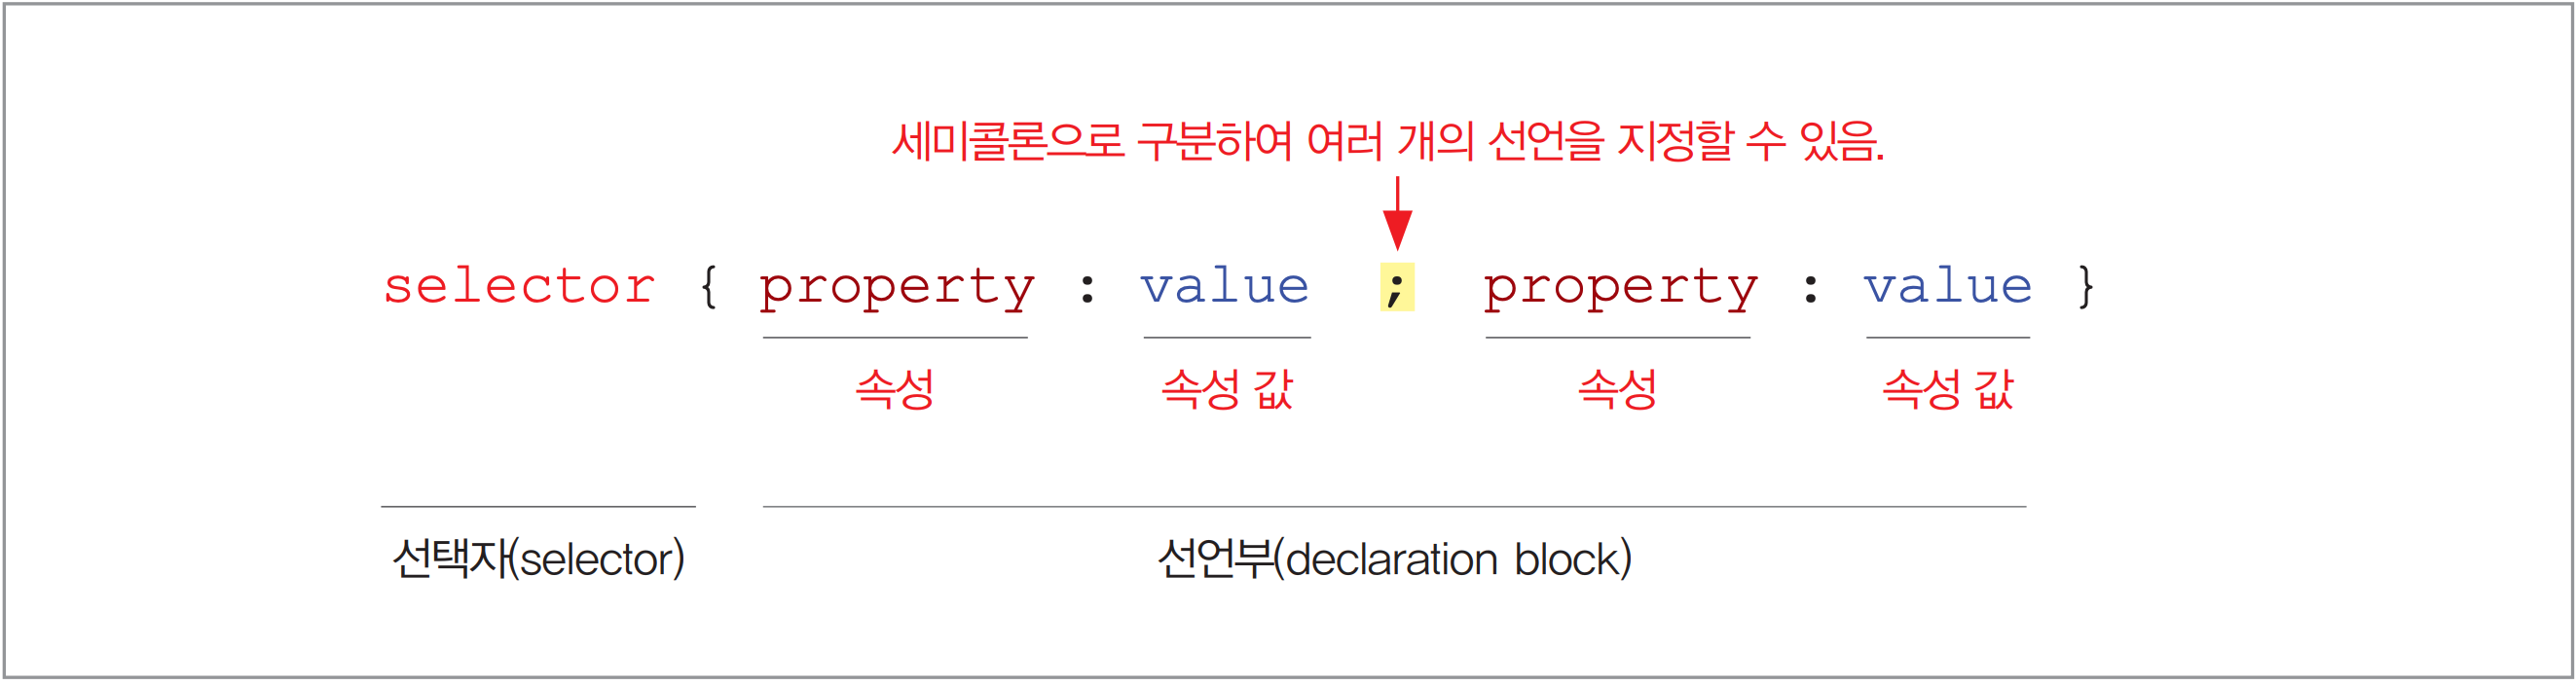 세미콜론으로 구분하여 여러 개의 선언을 지정할 수 있음.
selector { property : value ; property : value }
속성 속성 값 속성 속성 값
선택자(selector) 선언부(declaration block)